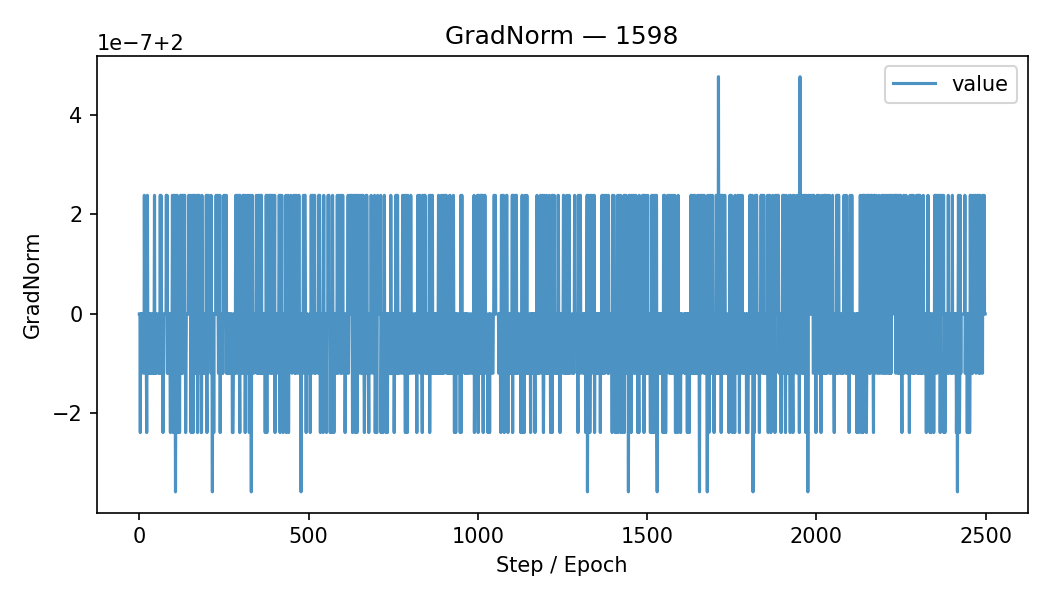 GradNorm — 1598
1e−7+2
value
4
2
0
−2
GradNorm
0 500 1000 1500 2000 2500
Step / Epoch